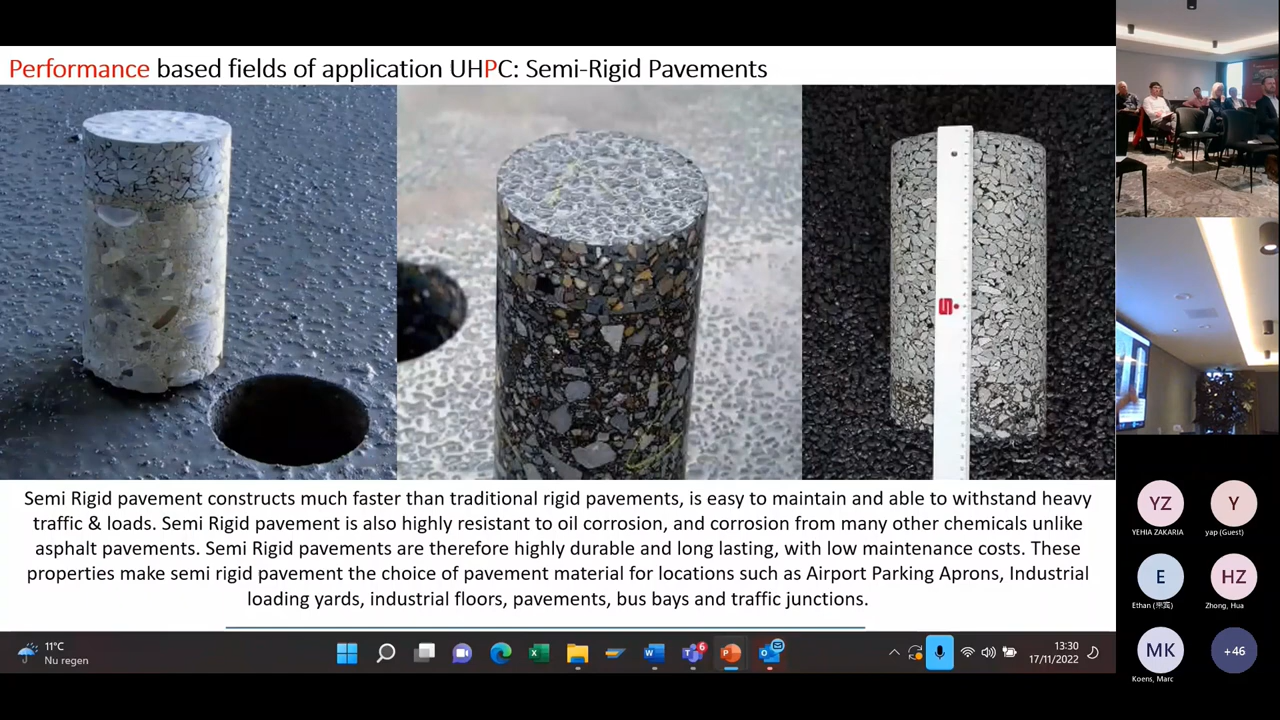 Performance based fields of application UHPC: Semi-Rigid Pavements
Semi Rigid pavement constructs much faster than traditional rigid pavements, is easy to maintain and able to withstand heavy
traffic & loads. Semi Rigid pavement is also highly resistant to oil corrosion, and corrosion from many other chemicals unlike
asphalt pavements. Semi Rigid pavements are therefore highly durable and long lasting, with low maintenance costs. These
properties make semi rigid pavement the choice of pavement material for locations such as Airport Parking Aprons, Industrial
loading yards, industrial floors, pavements, bus bays and traffic junctions.
11°C
Nu regen
6
13:30
17/11/2022
YZ
YEHIA ZAKARIA
Y
yap (Guest)
E
HZ
Zhong, Hua
MK
Koens, Marc
+46